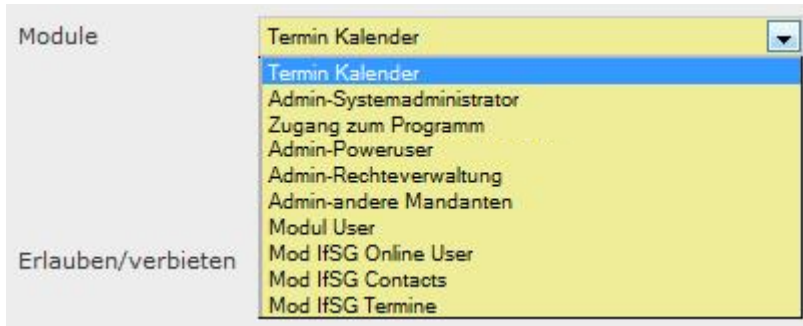 Module
Termin Kalender
Termin Kalender
Admin-Systemadministrator
Zugang zum Programm
Admin-Poweruser
Admin-Rechteverwaltung
Admin-andere Mandanten
Modul User
Erlauben/verbieten
Mod IfSG Online User
Mod IfSG Contacts
Mod IfSG Termine